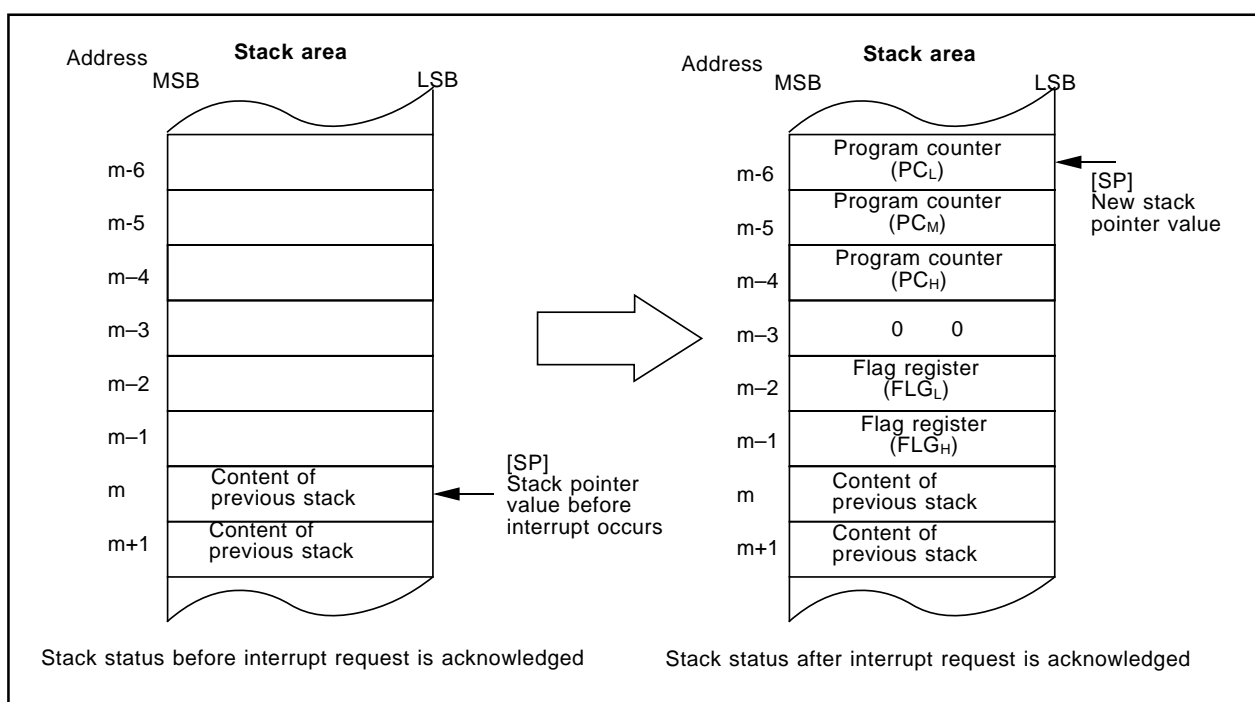 Address
Stack area
MSB
LSB
m-6
m-5
m–4
m–3
m–2
m–1
m
Content of
previous stack
m+1
Content of
previous stack
[SP]
Stack pointer
value before
interrupt occurs
Stack status before interrupt request is acknowledged
Address
Stack area
MSB
LSB
m-6
Program counter
(PCL)
[SP]
New stack
pointer value
m-5
Program counter
(PCM)
m–4
Program counter
(PCH)
m–3
0 0
m–2
Flag register
(FLGL)
m–1
Flag register
(FLGH)
m
Content of
previous stack
m+1
Content of
previous stack
Stack status after interrupt request is acknowledged